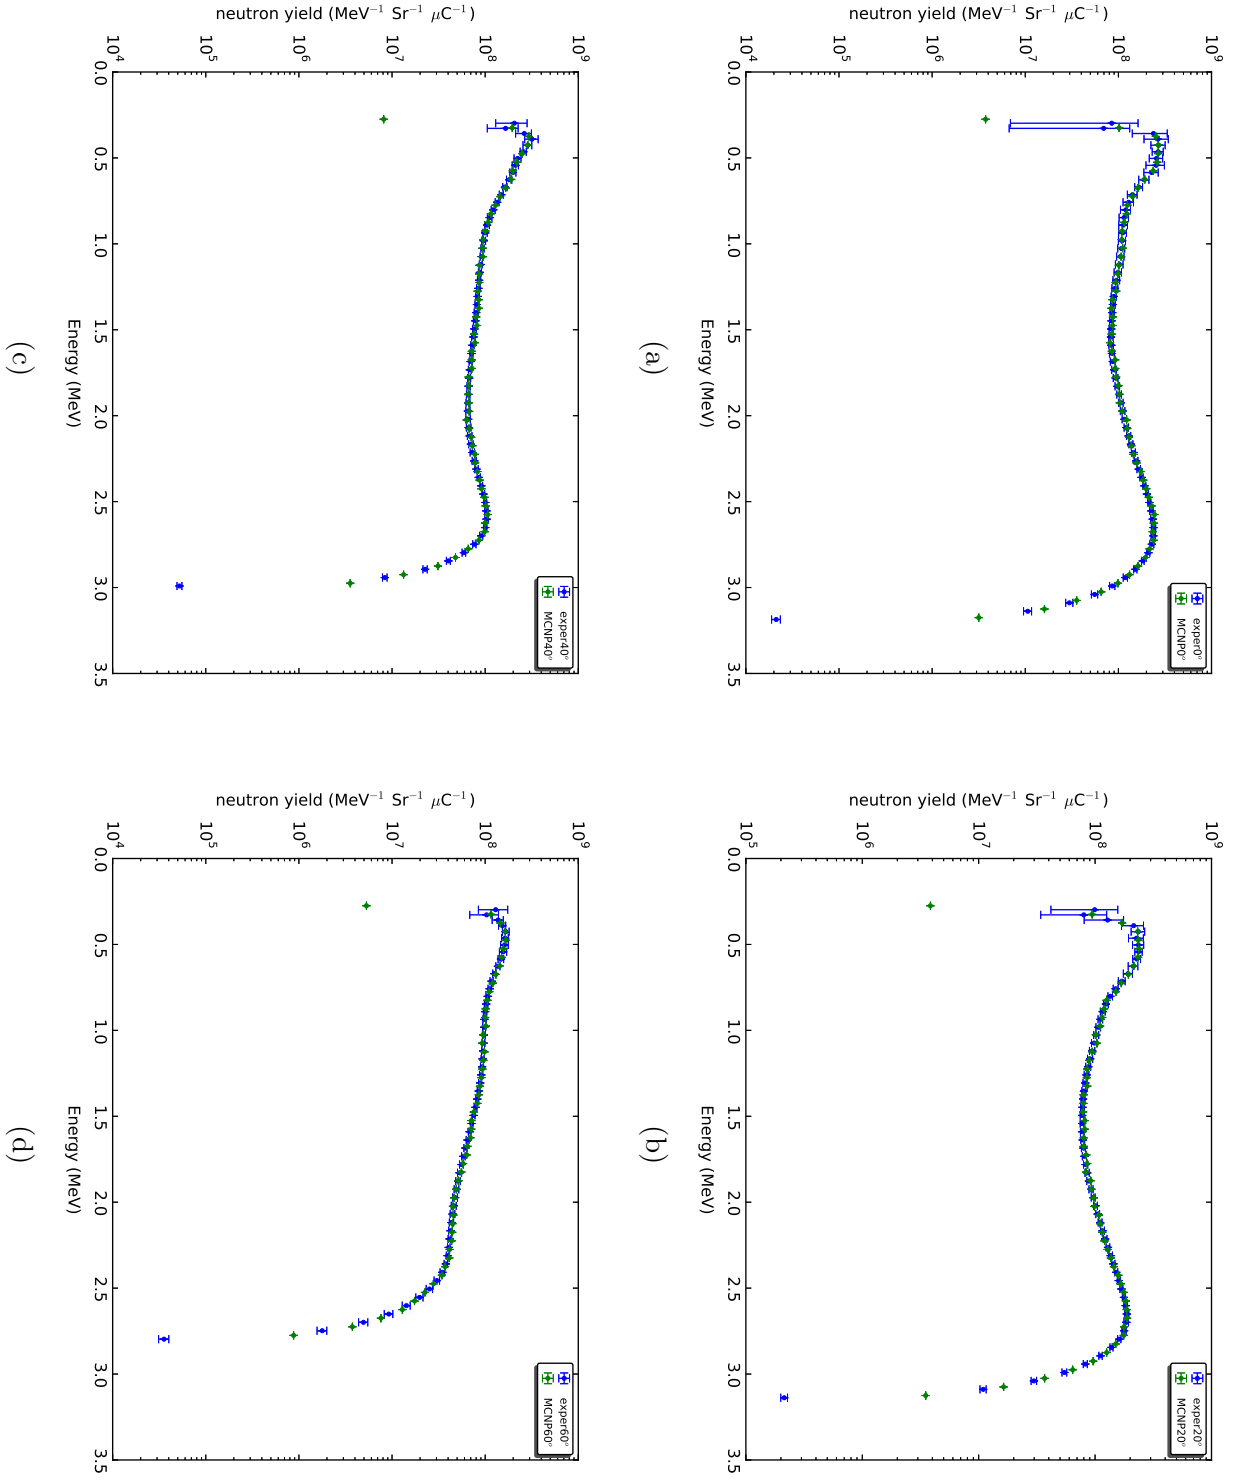 10⁹
10⁸
10⁷
10⁶
10⁵
10⁴
neutron yield (MeV⁻¹ Sr⁻¹ μC⁻¹)
exper0°
MCNP0°
0.0 0.5 1.0 1.5 2.0 2.5 3.0 3.5
Energy (MeV)
(a)
10⁹
10⁸
10⁷
10⁶
10⁵
neutron yield (MeV⁻¹ Sr⁻¹ μC⁻¹)
exper20°
MCNP20°
0.0 0.5 1.0 1.5 2.0 2.5 3.0 3.5
Energy (MeV)
(b)
10⁹
10⁸
10⁷
10⁶
10⁵
10⁴
neutron yield (MeV⁻¹ Sr⁻¹ μC⁻¹)
exper40°
MCNP40°
0.0 0.5 1.0 1.5 2.0 2.5 3.0 3.5
Energy (MeV)
(c)
10⁹
10⁸
10⁷
10⁶
10⁵
10⁴
neutron yield (MeV⁻¹ Sr⁻¹ μC⁻¹)
exper60°
MCNP60°
0.0 0.5 1.0 1.5 2.0 2.5 3.0 3.5
Energy (MeV)
(d)